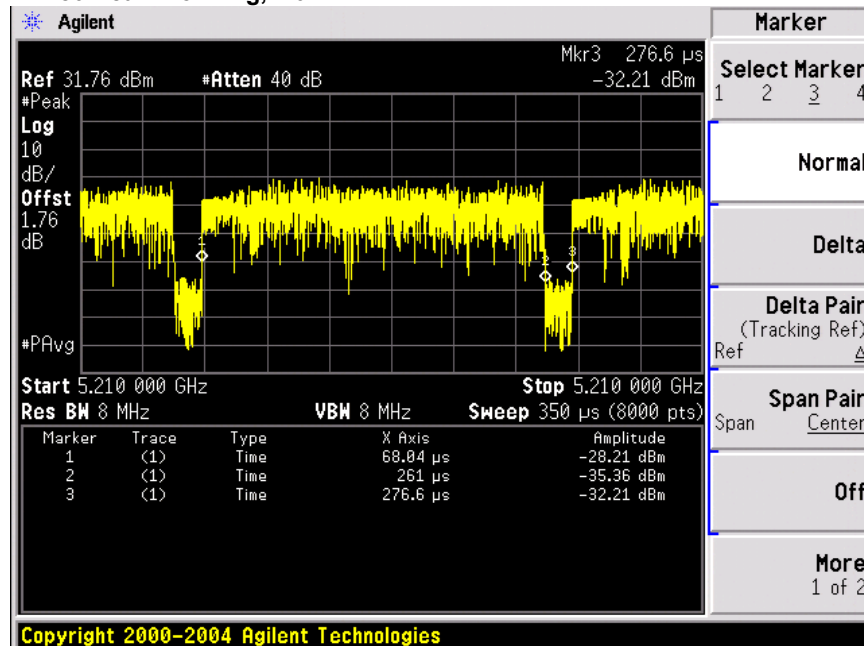 Agilent
Marker
Mkr3 276.6 µs
Ref 31.76 dBm #Atten 40 dB -32.21 dBm
Select Marker
1 2 3 4
#Peak
Log
10
dB/
Offst
1.76
dB
#PAvg
1
2
3
Normal
Delta
Delta Pair
(Tracking Ref)
Ref Δ
Start 5.210 000 GHz Stop 5.210 000 GHz
Res BW 8 MHz VBW 8 MHz Sweep 350 µs (8000 pts)
Span Pair
Span Center
Marker Trace Type X Axis Amplitude
1 (1) Time 68.04 µs -28.21 dBm
2 (1) Time 261 µs -35.36 dBm
3 (1) Time 276.6 µs -32.21 dBm
Off
More
1 of 2
Copyright 2000-2004 Agilent Technologies